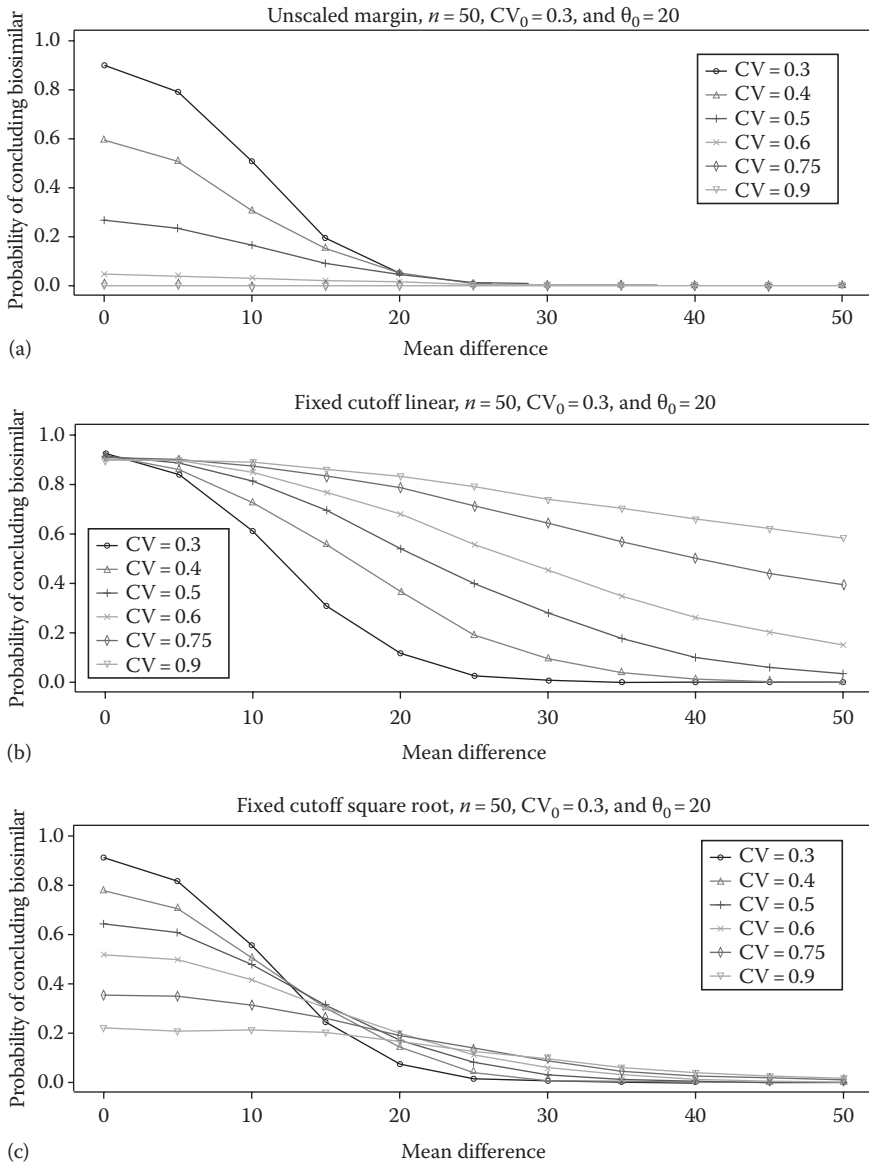 Unscaled margin, n = 50, CV₀ = 0.3, and θ₀ = 20
Probability of concluding biosimilar
1.0
0.8
0.6
0.4
0.2
0.0
CV = 0.3
CV = 0.4
CV = 0.5
CV = 0.6
CV = 0.75
CV = 0.9
0 10 20 30 40 50
(a)
Mean difference
Fixed cutoff linear, n = 50, CV₀ = 0.3, and θ₀ = 20
Probability of concluding biosimilar
1.0
0.8
0.6
0.4
0.2
0.0
CV = 0.3
CV = 0.4
CV = 0.5
CV = 0.6
CV = 0.75
CV = 0.9
0 10 20 30 40 50
(b)
Mean difference
Fixed cutoff square root, n = 50, CV₀ = 0.3, and θ₀ = 20
Probability of concluding biosimilar
1.0
0.8
0.6
0.4
0.2
0.0
CV = 0.3
CV = 0.4
CV = 0.5
CV = 0.6
CV = 0.75
CV = 0.9
0 10 20 30 40 50
(c)
Mean difference